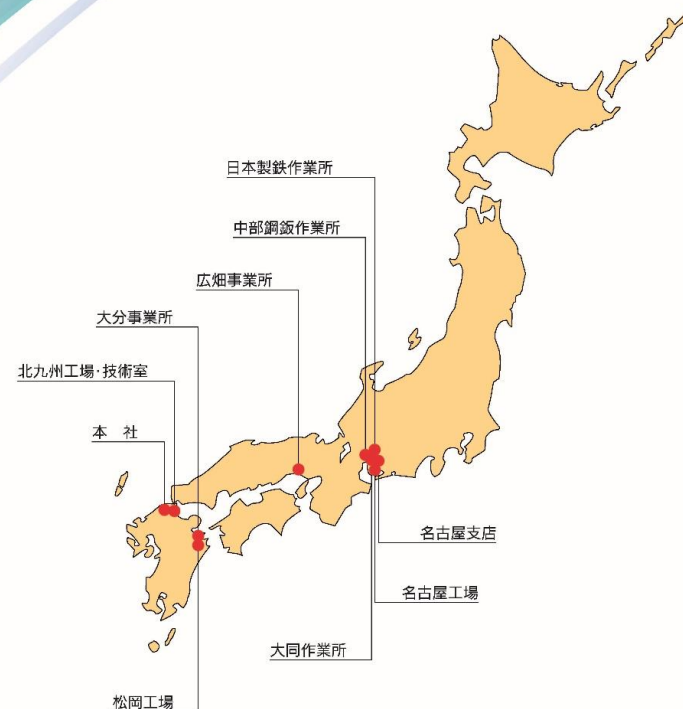 日本製鉄作業所
中部鋼鈑作業所
広畑事業所
大分事業所
北九州工場・技術室
本　社
名古屋支店
名古屋工場
大同作業所
松岡工場